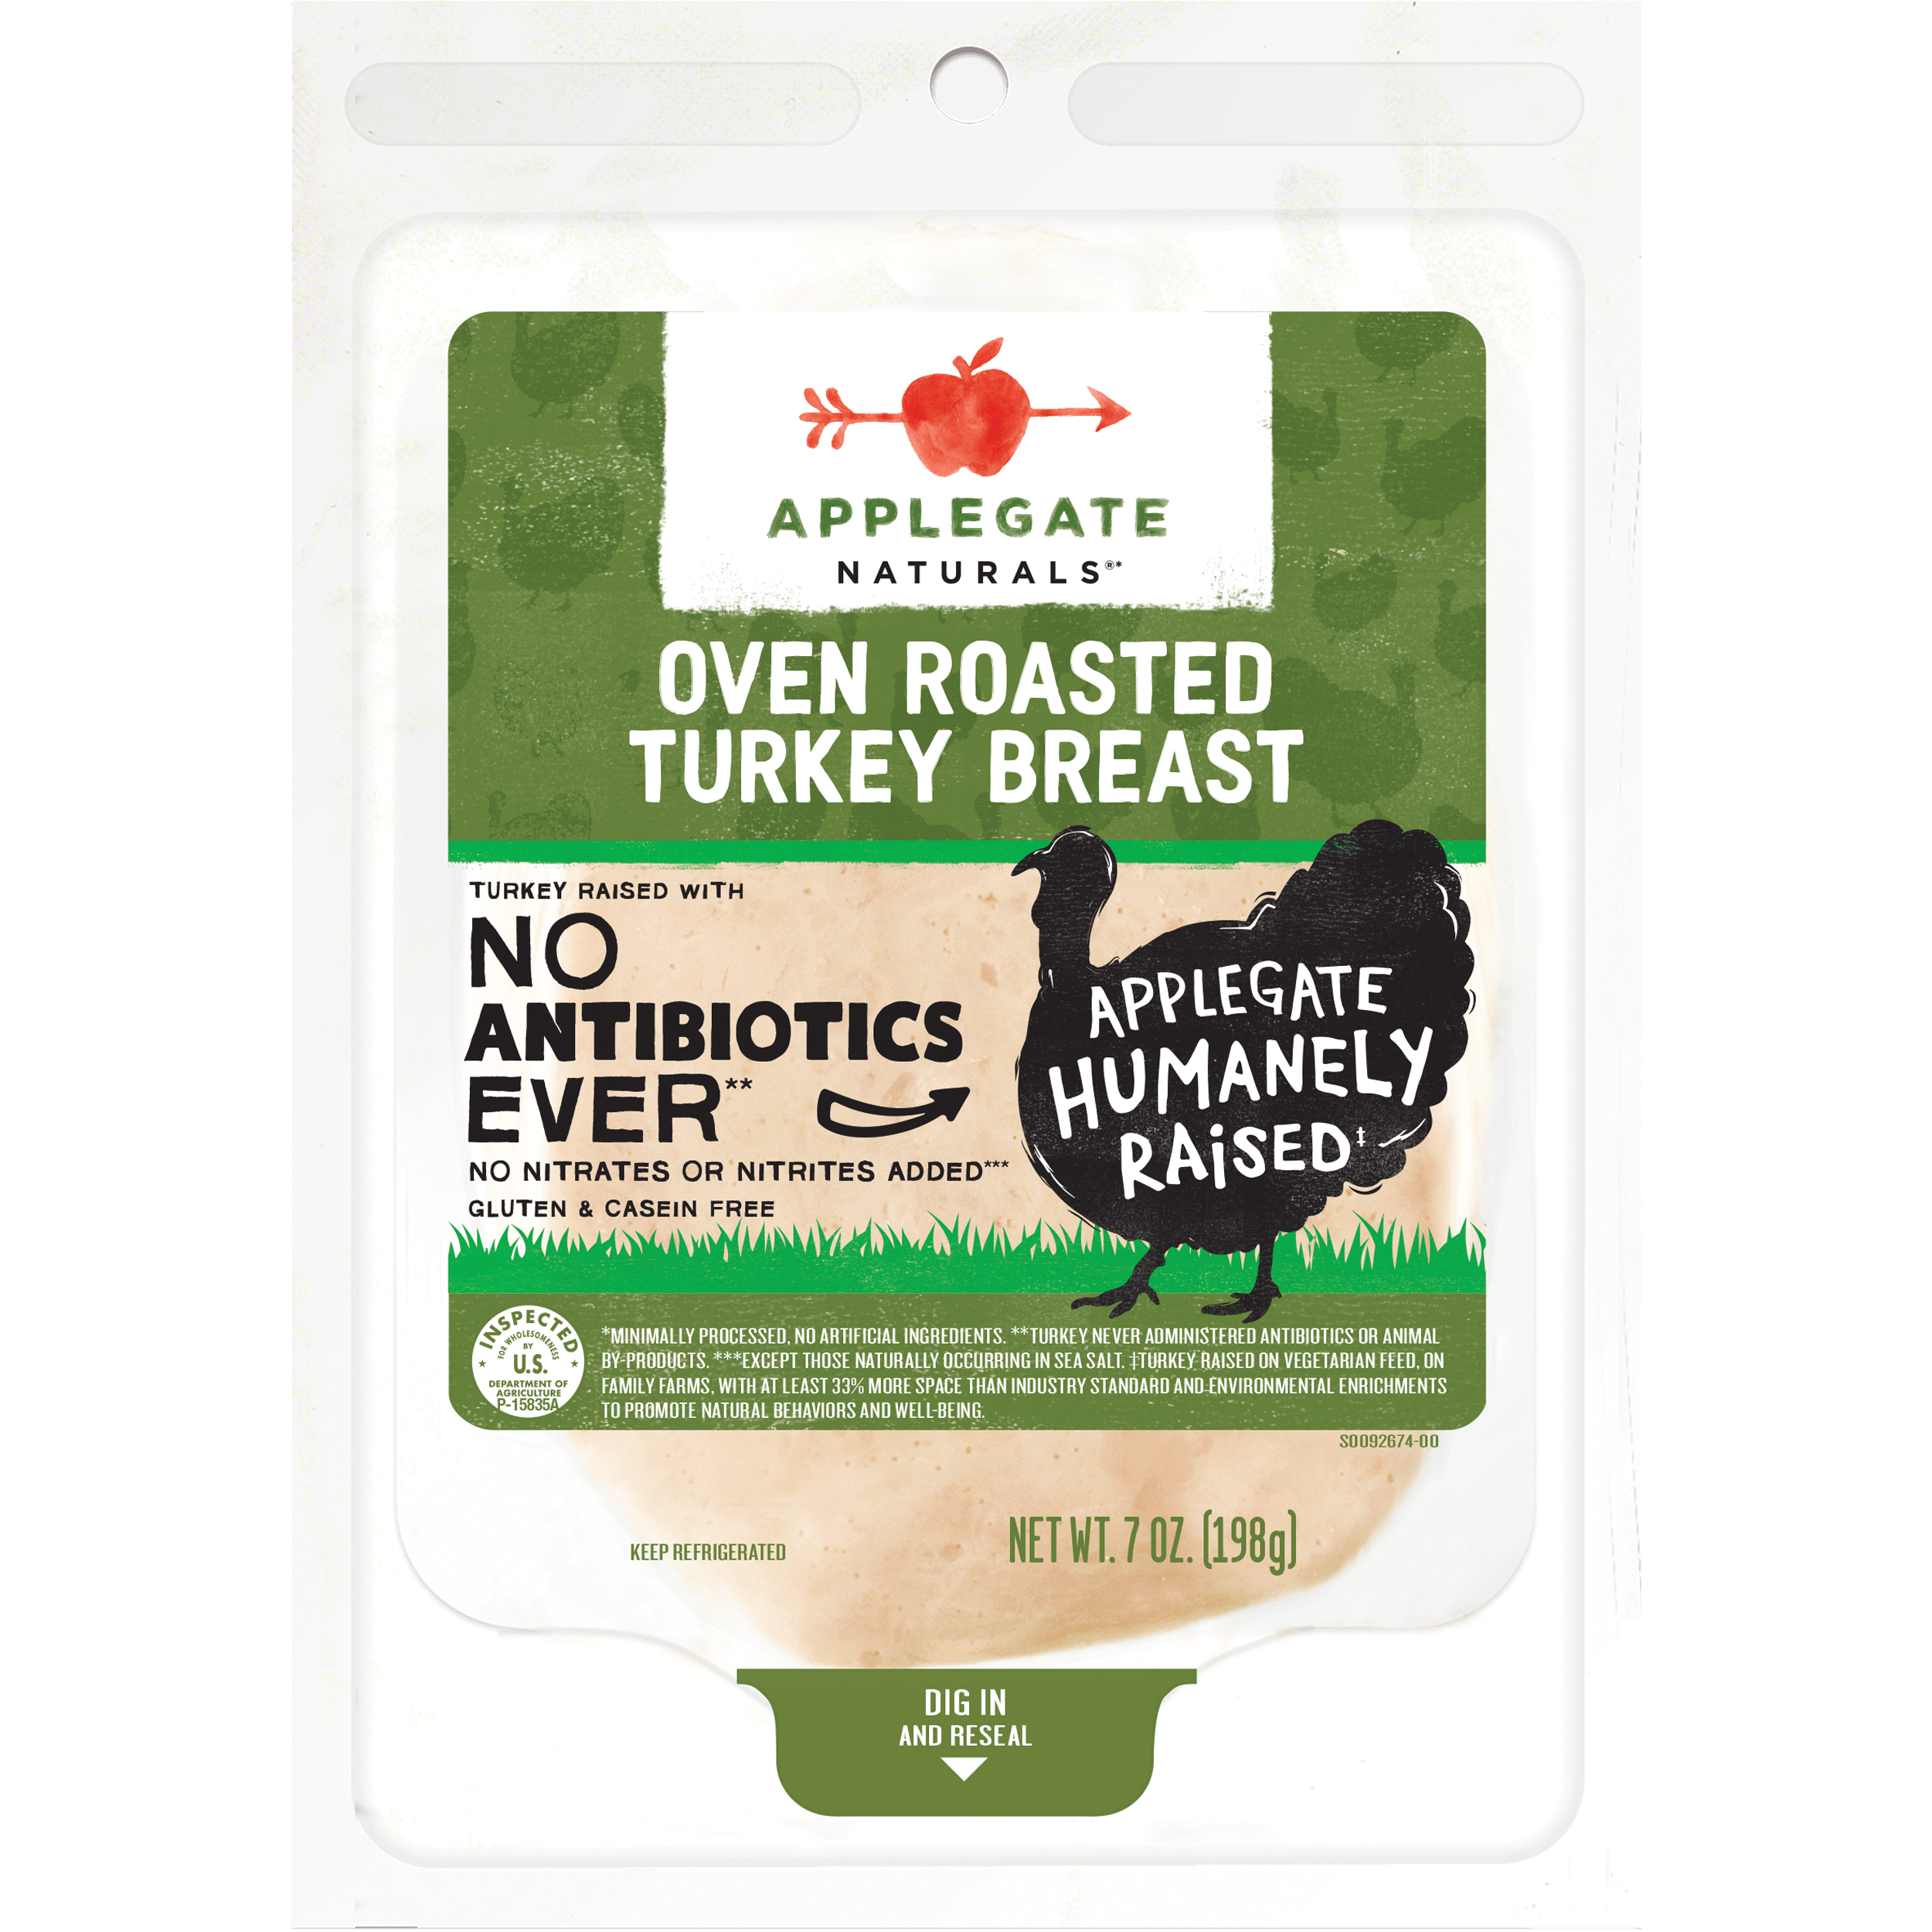 APPLEGATE
NATURALS®*
OVEN ROASTED
TURKEY BREAST
TURKEY RAISED WITH
NO
ANTIBIOTICS
EVER**
NO NITRATES OR NITRITES ADDED***
GLUTEN & CASEIN FREE
APPLEGATE
HUMANELY
RAISED‡
INSPECTED
FOR WHOLESOMENESS
BY
U.S.
DEPARTMENT OF
AGRICULTURE
P-15835A
*MINIMALLY PROCESSED, NO ARTIFICIAL INGREDIENTS. **TURKEY NEVER ADMINISTERED ANTIBIOTICS OR ANIMAL
BY-PRODUCTS. ***EXCEPT THOSE NATURALLY OCCURRING IN SEA SALT. ‡TURKEY RAISED ON VEGETARIAN FEED, ON
FAMILY FARMS, WITH AT LEAST 33% MORE SPACE THAN INDUSTRY STANDARD AND ENVIRONMENTAL ENRICHMENTS
TO PROMOTE NATURAL BEHAVIORS AND WELL-BEING.
S0092674-00
KEEP REFRIGERATED
NET WT. 7 OZ. (198g)
DIG IN
AND RESEAL